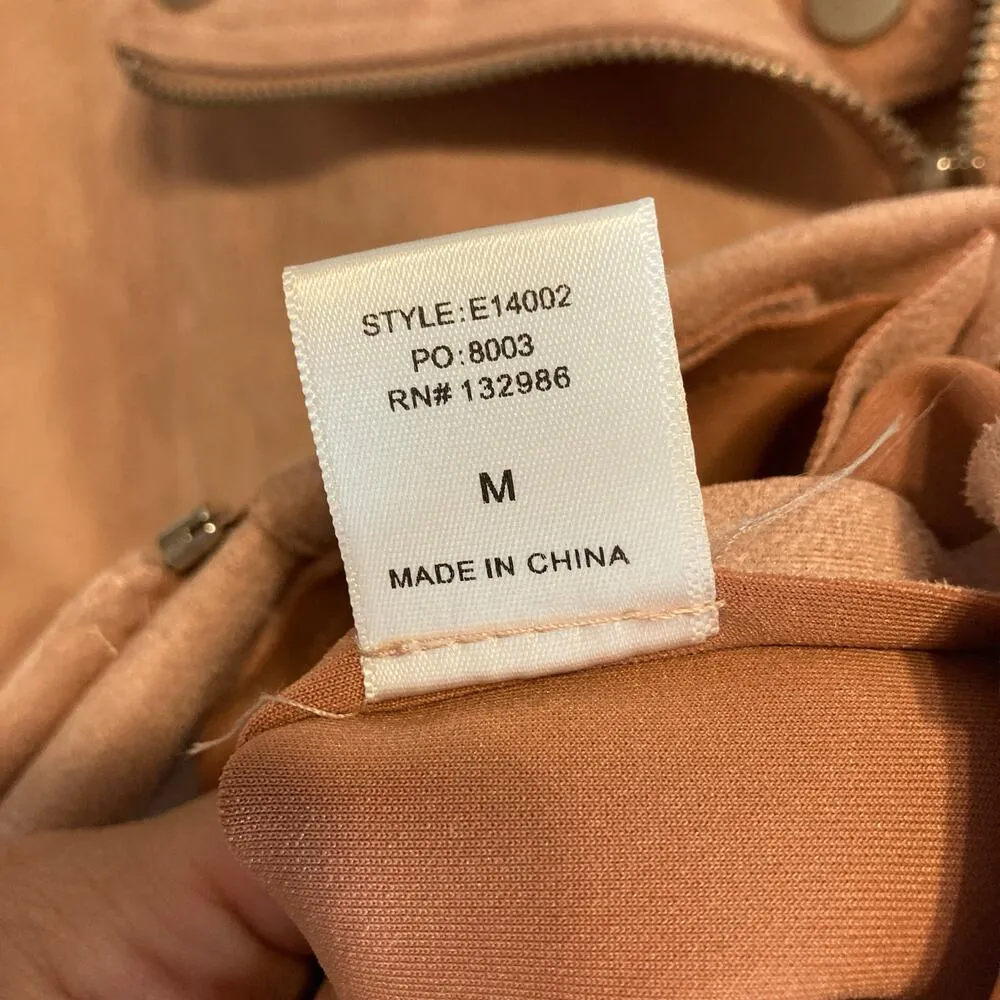 STYLE:E14002
PO:8003
RN# 132986
M
MADE IN CHINA